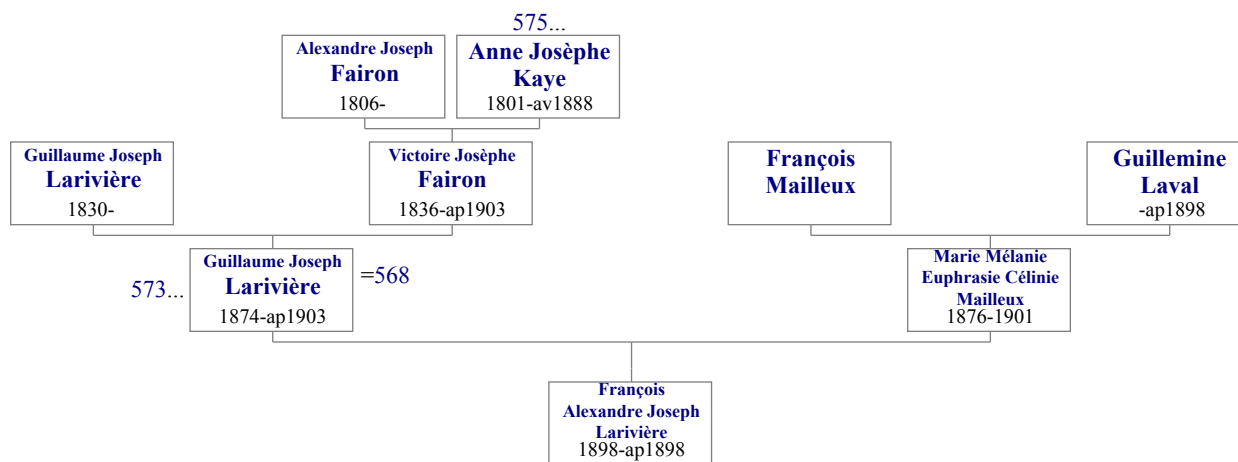 575...
Alexandre Joseph
Fairon
1806-
Anne Josèphe
Kaye
1801-av1888
Guillaume Joseph
Larivière
1830-
Victoire Josèphe
Fairon
1836-ap1903
François
Mailleux
Guillemine
Laval
-ap1898
573...
Guillaume Joseph
Larivière
1874-ap1903
=568
Marie Mélanie
Euphrasie Célinie
Mailleux
1876-1901
François
Alexandre Joseph
Larivière
1898-ap1898